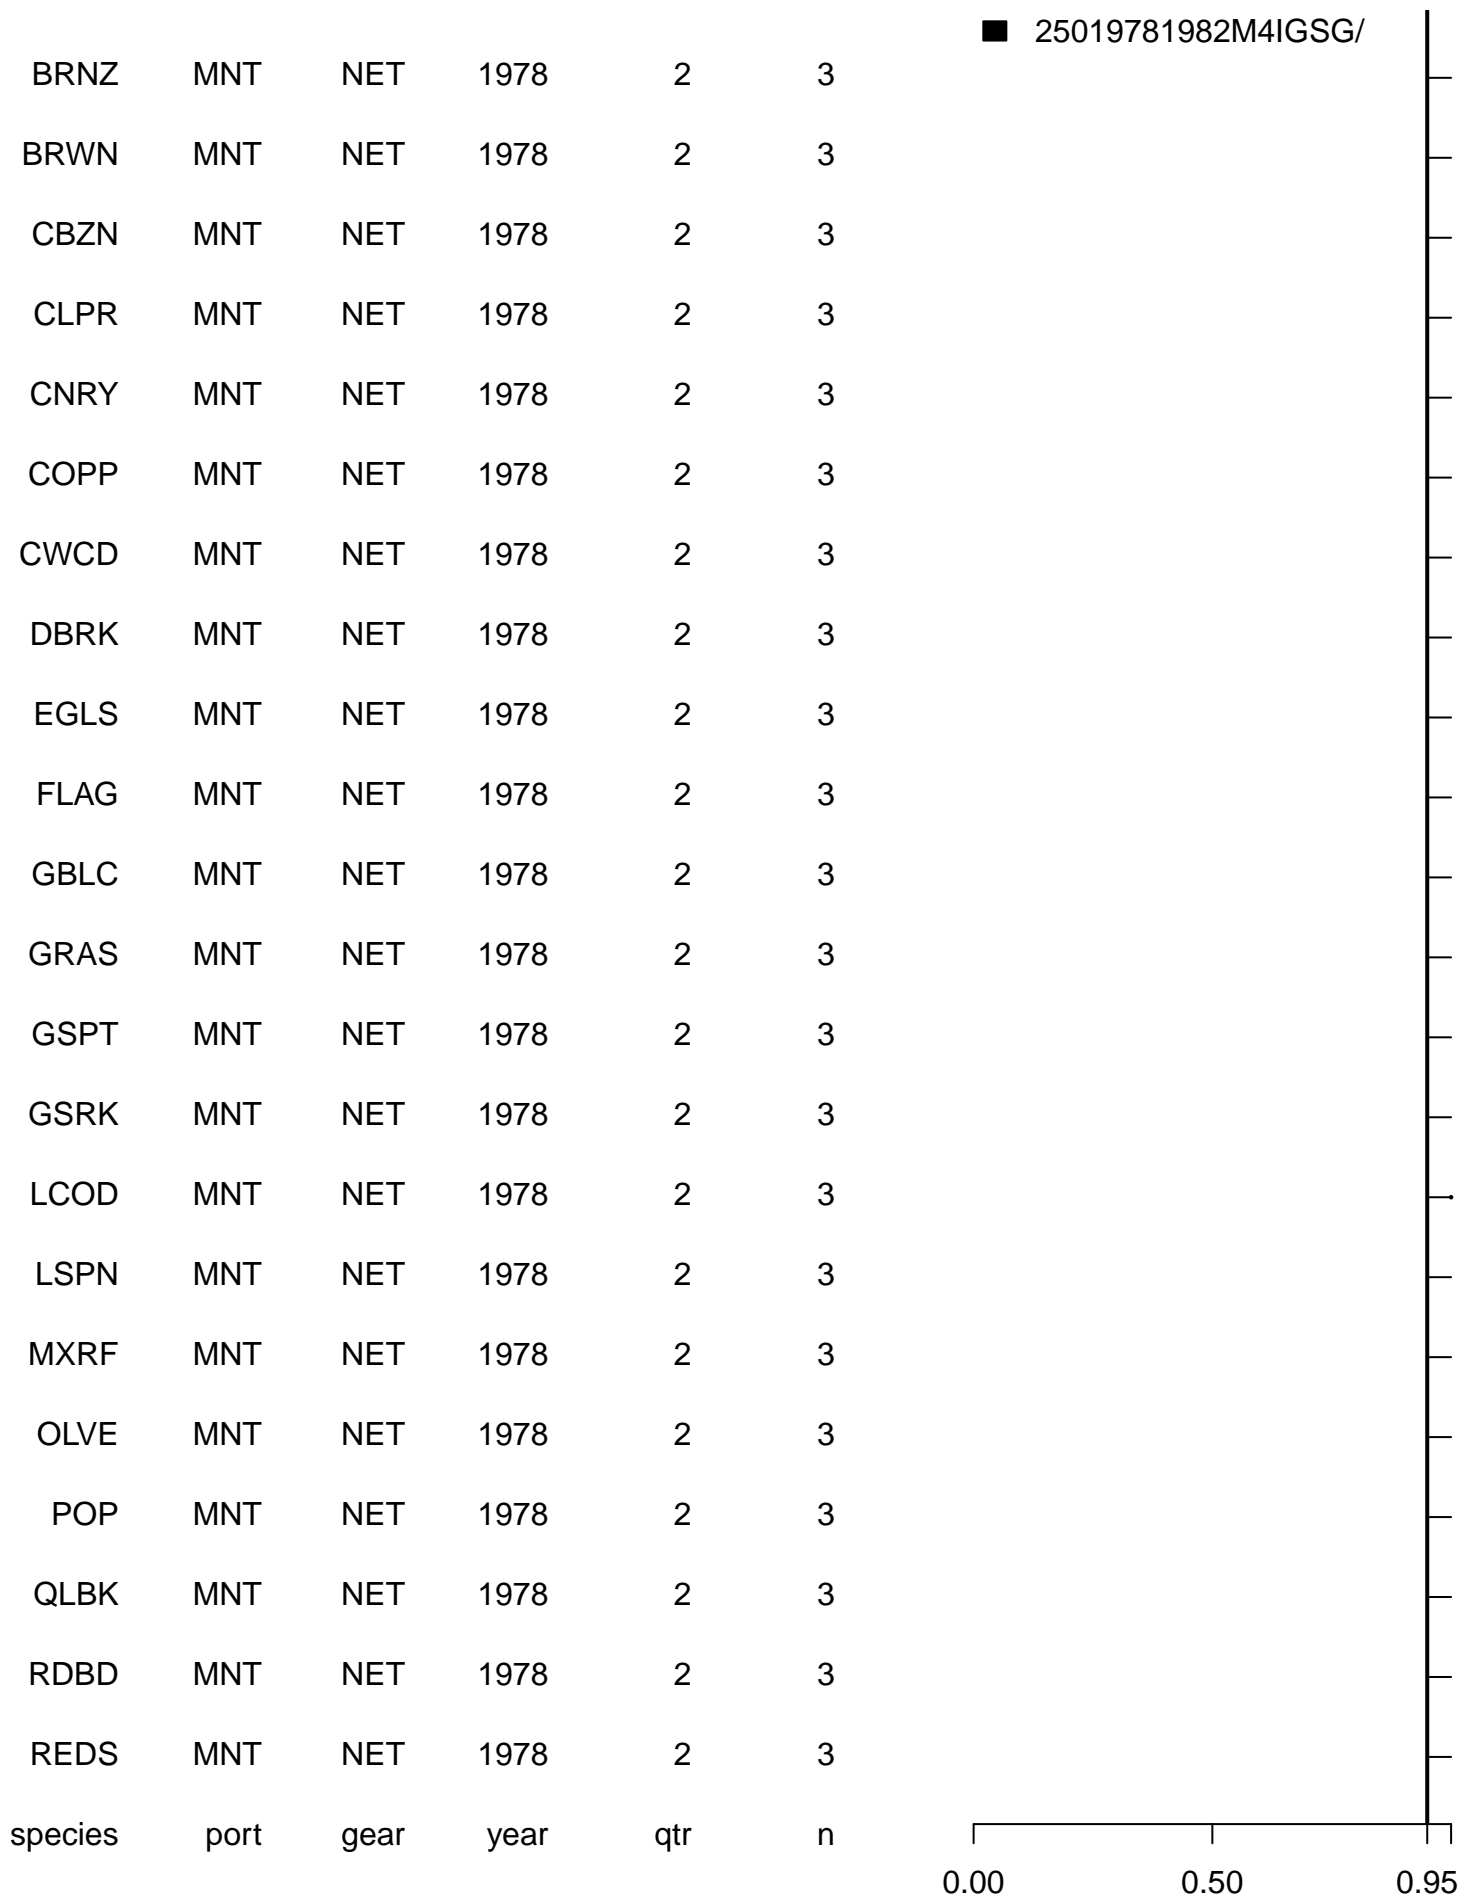 25019781982M4IGSG/
BRNZ MNT NET 1978 2 3
BRWN MNT NET 1978 2 3
CBZN MNT NET 1978 2 3
CLPR MNT NET 1978 2 3
CNRY MNT NET 1978 2 3
COPP MNT NET 1978 2 3
CWCD MNT NET 1978 2 3
DBRK MNT NET 1978 2 3
EGLS MNT NET 1978 2 3
FLAG MNT NET 1978 2 3
GBLC MNT NET 1978 2 3
GRAS MNT NET 1978 2 3
GSPT MNT NET 1978 2 3
GSRK MNT NET 1978 2 3
LCOD MNT NET 1978 2 3
LSPN MNT NET 1978 2 3
MXRF MNT NET 1978 2 3
OLVE MNT NET 1978 2 3
POP MNT NET 1978 2 3
QLBK MNT NET 1978 2 3
RDBD MNT NET 1978 2 3
REDS MNT NET 1978 2 3
species port gear year qtr n
0.00 0.50 0.95